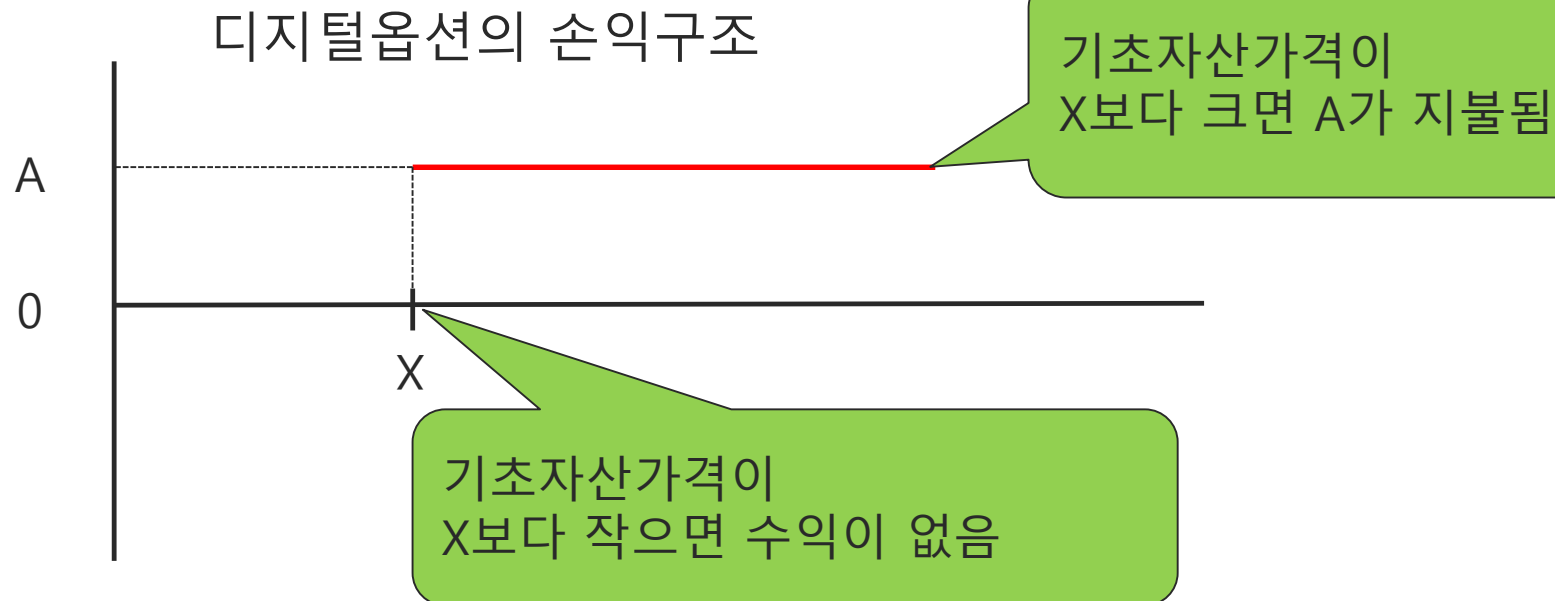 디지털옵션의 손익구조
기초자산가격이
X보다 크면 A가 지불됨
A
0
X
기초자산가격이
X보다 작으면 수익이 없음